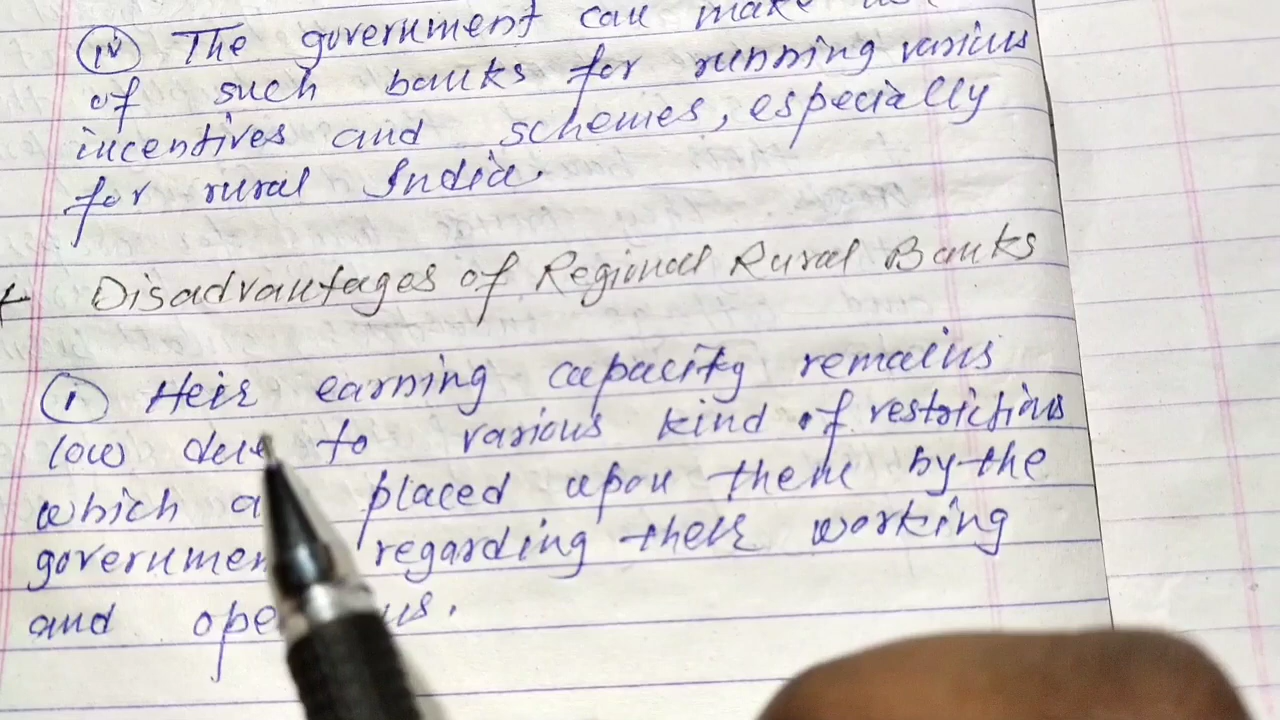 (iv) The government can make
of such banks for running various
incentives and schemes, especially
for rural India.
Disadvantages of Regional Rural Banks
(i) Heir earning capacity remains
low due to various kind of restrictions
which placed upon them by the
regarding their working
and